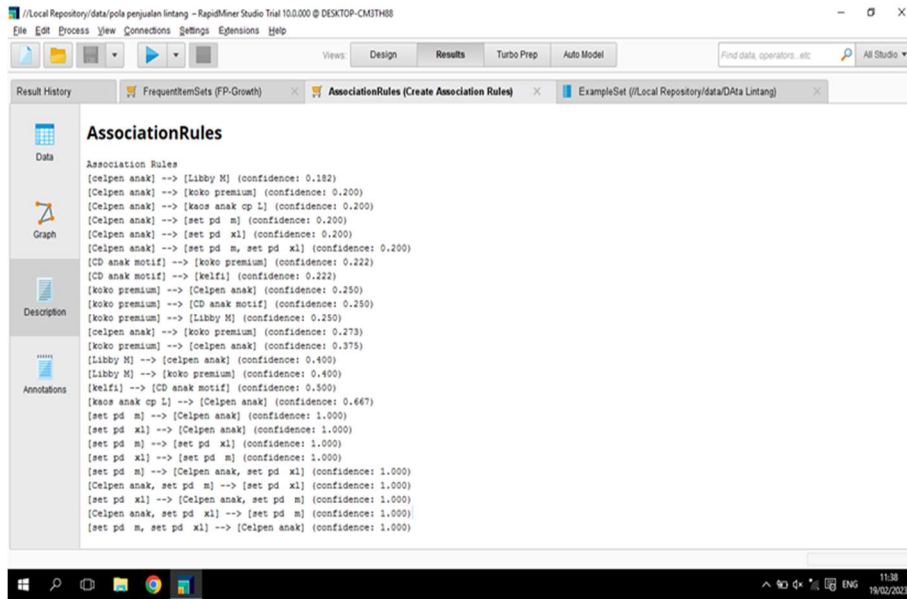 //Local Repository/data/pola penjualan lintang – RapidMiner Studio Trial 10.0.000 @ DESKTOP-CM3TH88
File Edit Process View Connections Settings Extensions Help
Views: Design Results Turbo Prep Auto Model Find data, operators...etc All Studio
Result History FrequentItemSets (FP-Growth) AssociationRules (Create Association Rules) ExampleSet (//Local Repository/data/DAta Lintang)
Data
Graph
Description
Annotations
AssociationRules
Association Rules
[celpen anak] --> [Libby M] (confidence: 0.182)
[Celpen anak] --> [koko premium] (confidence: 0.200)
[Celpen anak] --> [kaos anak cp L] (confidence: 0.200)
[Celpen anak] --> [set pd  m] (confidence: 0.200)
[Celpen anak] --> [set pd  xl] (confidence: 0.200)
[Celpen anak] --> [set pd  m, set pd  xl] (confidence: 0.200)
[CD anak motif] --> [koko premium] (confidence: 0.222)
[CD anak motif] --> [kelfi] (confidence: 0.222)
[koko premium] --> [Celpen anak] (confidence: 0.250)
[koko premium] --> [CD anak motif] (confidence: 0.250)
[koko premium] --> [Libby M] (confidence: 0.250)
[celpen anak] --> [koko premium] (confidence: 0.273)
[koko premium] --> [celpen anak] (confidence: 0.375)
[Libby M] --> [celpen anak] (confidence: 0.400)
[Libby M] --> [koko premium] (confidence: 0.400)
[kelfi] --> [CD anak motif] (confidence: 0.500)
[kaos anak cp L] --> [Celpen anak] (confidence: 0.667)
[set pd  m] --> [Celpen anak] (confidence: 1.000)
[set pd  xl] --> [Celpen anak] (confidence: 1.000)
[set pd  m] --> [set pd  xl] (confidence: 1.000)
[set pd  xl] --> [set pd  m] (confidence: 1.000)
[set pd  m] --> [Celpen anak, set pd  xl] (confidence: 1.000)
[Celpen anak, set pd  m] --> [set pd  xl] (confidence: 1.000)
[set pd  xl] --> [Celpen anak, set pd  m] (confidence: 1.000)
[Celpen anak, set pd  xl] --> [set pd  m] (confidence: 1.000)
[set pd  m, set pd  xl] --> [Celpen anak] (confidence: 1.000)
ENG
11:38
19/02/2023